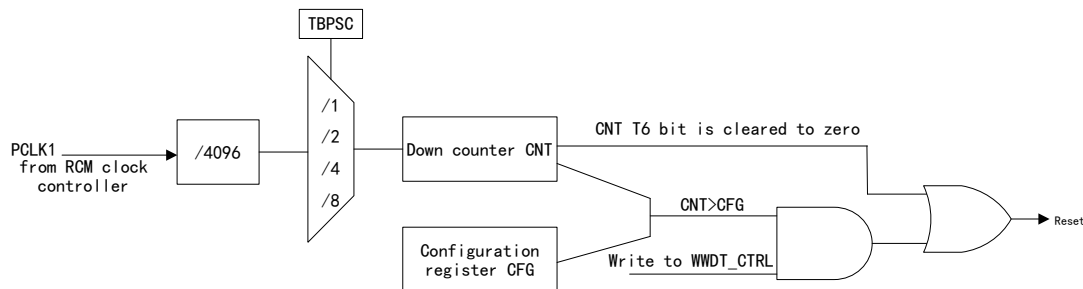 TBPSC
/1
/2
/4
/8
PCLK1
from RCM clock
controller
/4096
Down counter CNT
CNT T6 bit is cleared to zero
CNT>CFG
Configuration
register CFG
Write to WWDT_CTRL
Reset